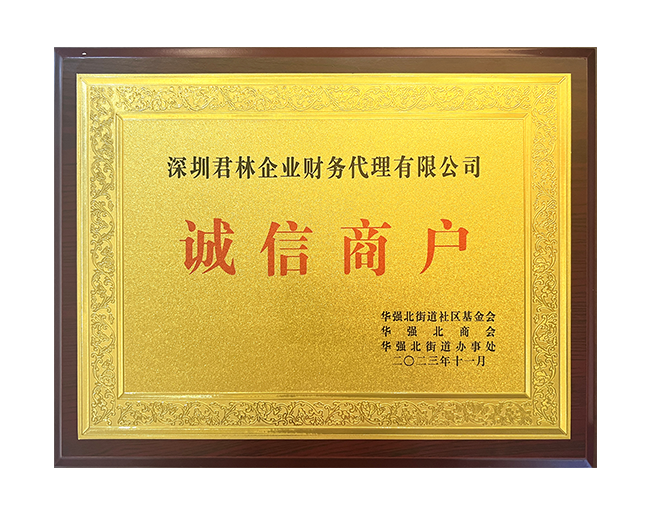 深圳君林企业财务代理有限公司
诚信商户
华强北街道社区基金会
华强北商会
华强北街道办事处
二〇二三年十一月